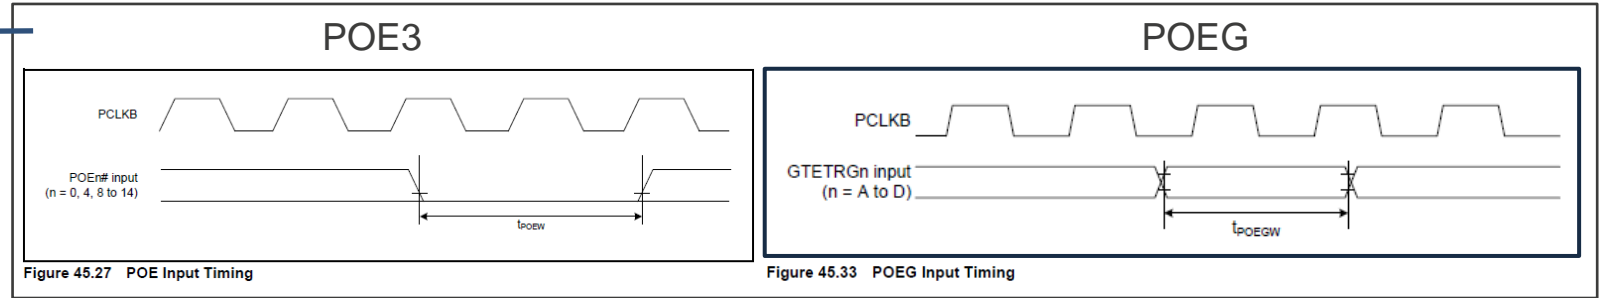 POE3
PCLKB
POEn# input
(n = 0, 4, 8 to 14)
tPOEW
Figure 45.27 POE Input Timing
POEG
PCLKB
GTETRGn input
(n = A to D)
tPOEGW
Figure 45.33 POEG Input Timing